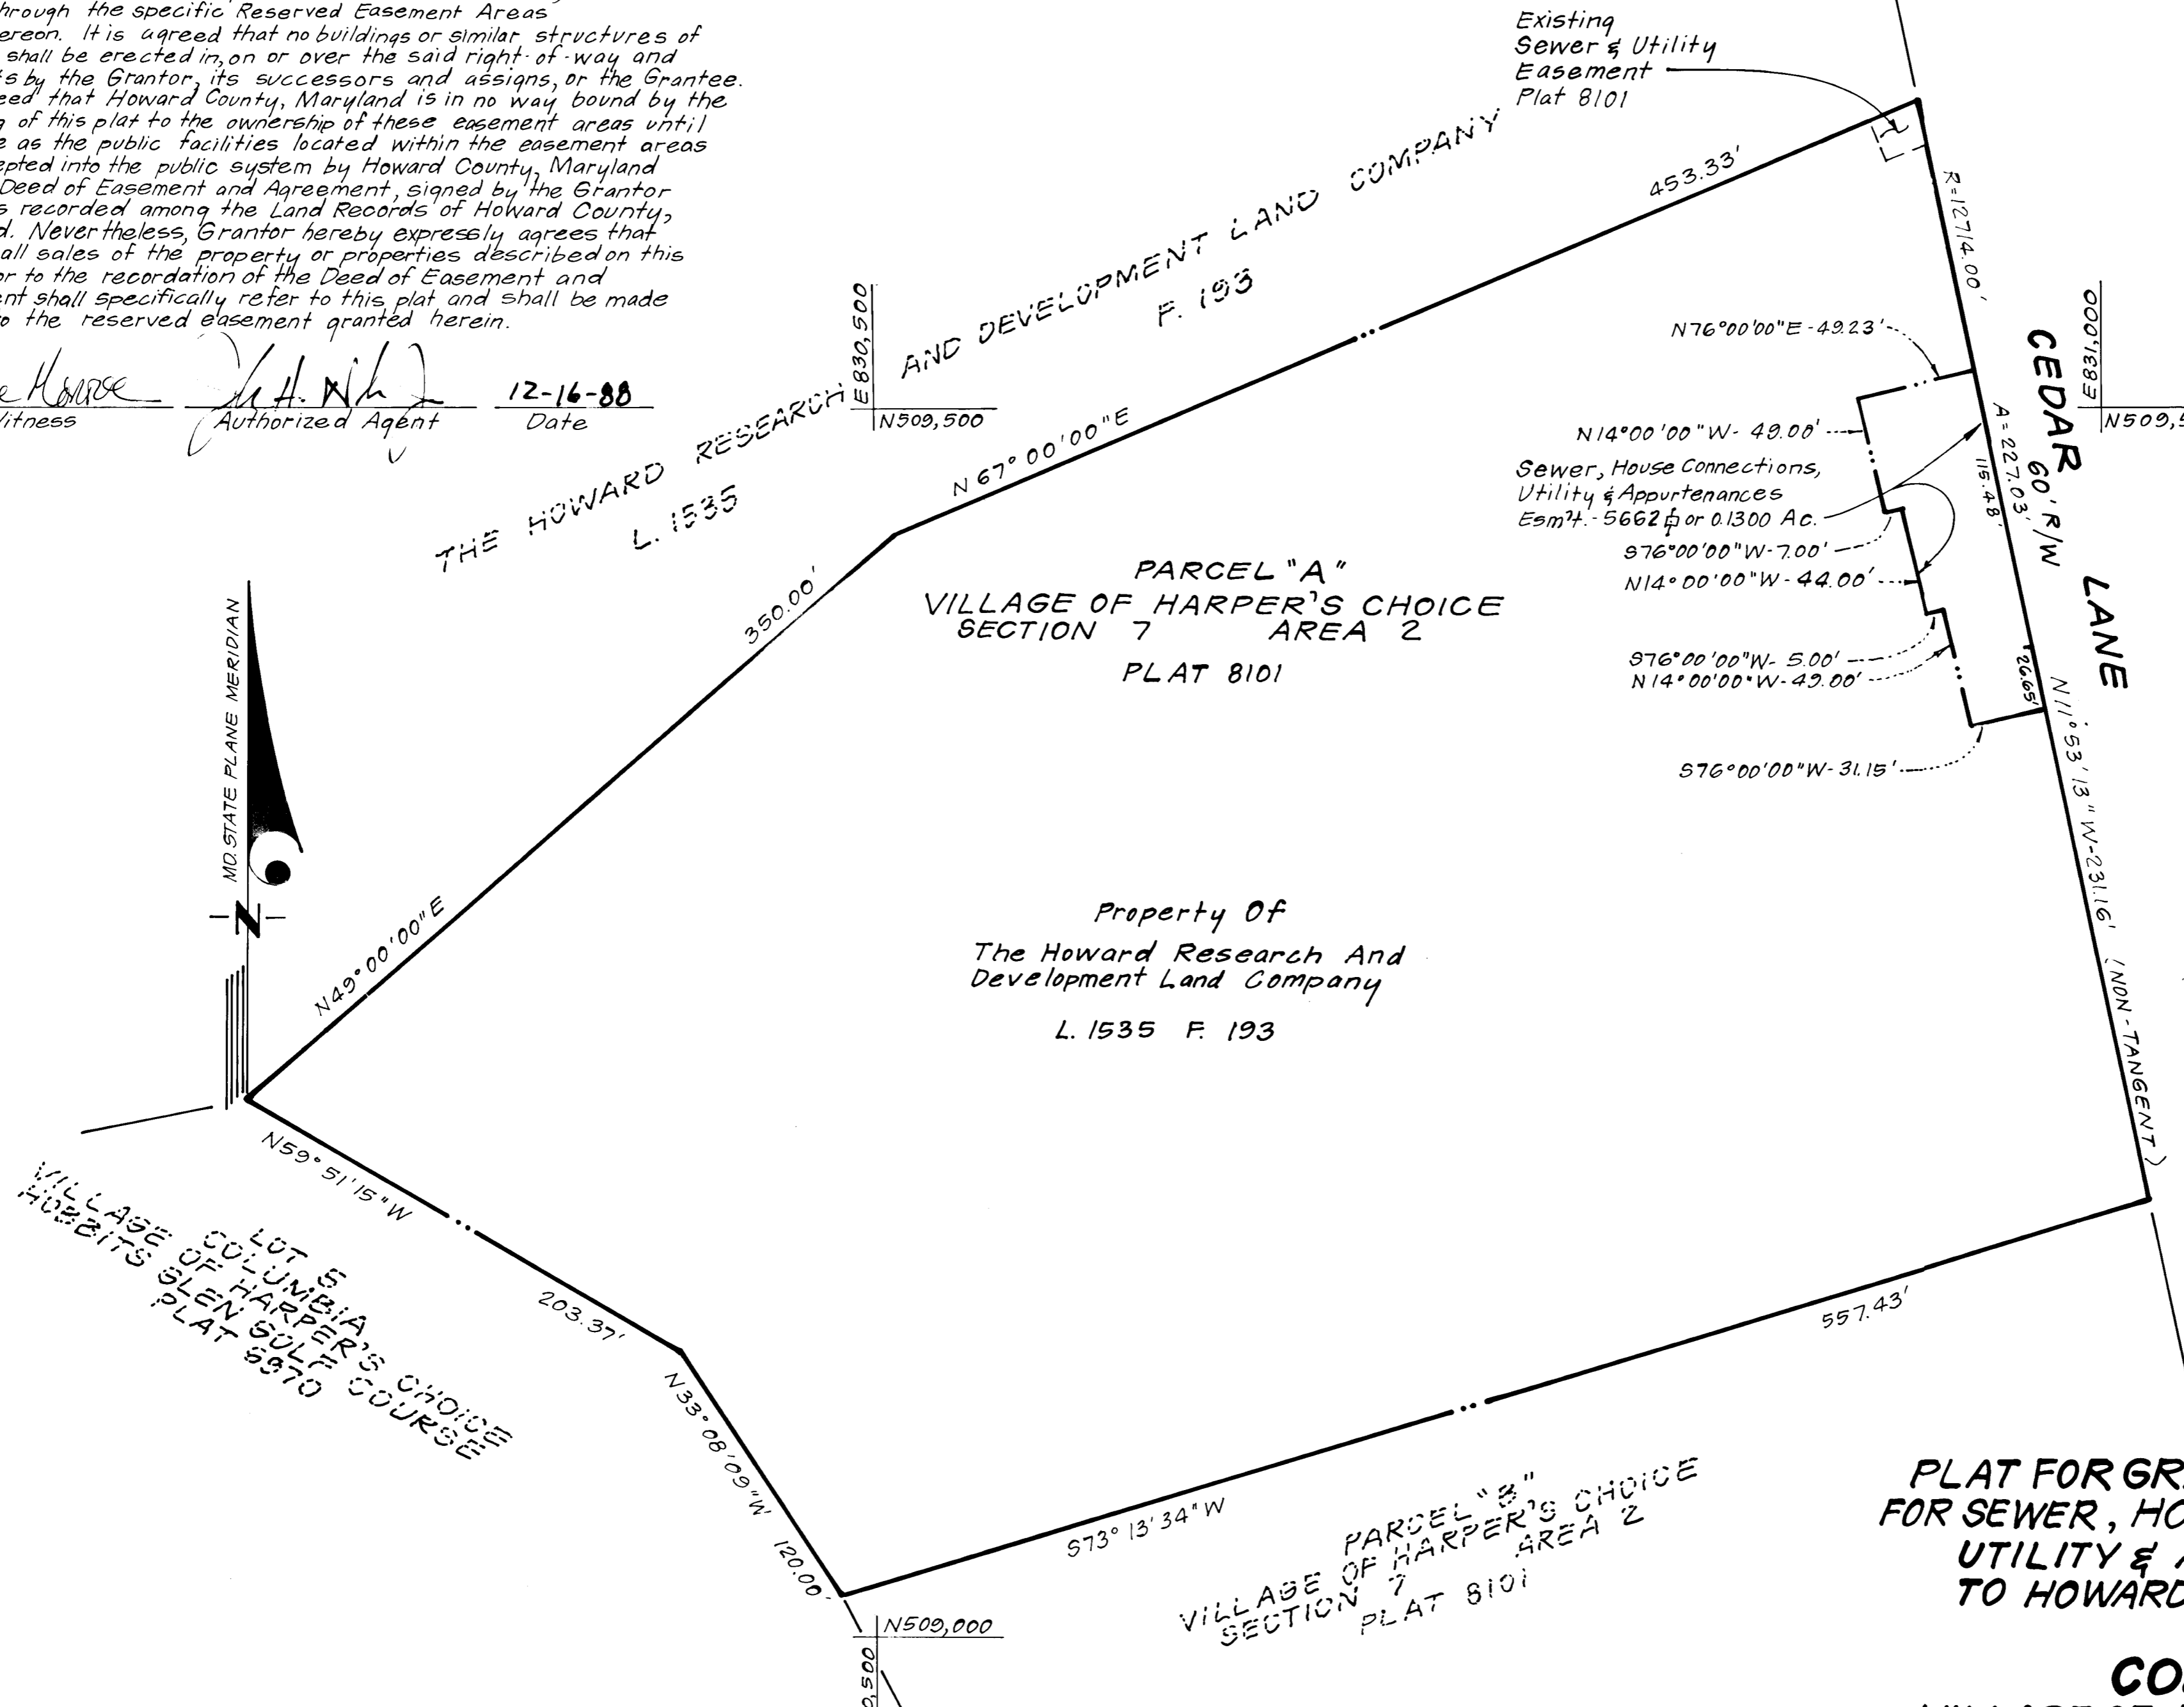 through the specific Reserved Easement Areas
hereon. It is agreed that no buildings or similar structures of
shall be erected in, on or over the said right-of-way and
by the Grantor, its successors and assigns, or the Grantee.
that Howard County, Maryland is in no way bound by the
of this plat to the ownership of these easement areas until
as the public facilities located within the easement areas
into the public system by Howard County, Maryland
Deed of Easement and Agreement, signed by the Grantor
recorded among the Land Records of Howard County,
Nevertheless, Grantor hereby expressly agrees that
all sales of the property or properties described on this
to the recordation of the Deed of Easement and
shall specifically refer to this plat and shall be made
the reserved easement granted herein.
12-16-88
Witness
Authorized Agent
Date
Existing
Sewer & Utility
Easement
Plat 8101
THE HOWARD RESEARCH AND DEVELOPMENT LAND COMPANY
L. 1535 F. 193
E 830,500
N509,500
E831,000
N509,5
N 67° 00'00"E
453.33'
350.00'
N49° 00'00"E
R=12714.00'
A=227.03'
115.48'
26.65'
CEDAR LANE
60' R/W
N76°00'00"E-49.23'
N14°00'00"W-49.00'
Sewer, House Connections,
Utility & Appurtenances
Esm't.-5662 or 0.1300 Ac.
S76°00'00"W-7.00'
N14°00'00"W-44.00'
S76°00'00"W-5.00'
N14°00'00"W-49.00'
S76°00'00"W-31.15'
N11°53'13"W-231.16' (NON-TANGENT)
PARCEL "A"
VILLAGE OF HARPER'S CHOICE
SECTION 7 AREA 2
PLAT 8101
MD. STATE PLANE MERIDIAN
N
Property Of
The Howard Research And
Development Land Company
L. 1535 F. 193
N59°51'15"W
203.37'
N33°08'09"W
120.00'
S73°13'34"W
557.43'
LOT 5
COLUMBIA
VILLAGE OF HARPER'S CHOICE
HOBBITS GLEN GOLF COURSE
PLAT 5970
PARCEL "B"
VILLAGE OF HARPER'S CHOICE
SECTION 7 AREA 2
PLAT 8101
N509,000
0,500
PLAT FOR GR
FOR SEWER, HO
UTILITY &
TO HOWARD
CO